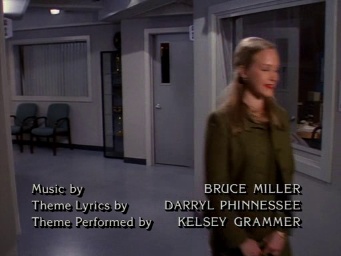 Music by BRUCE MILLER
Theme Lyrics by DARRYL PHINNESSEE
Theme Performed by KELSEY GRAMMER